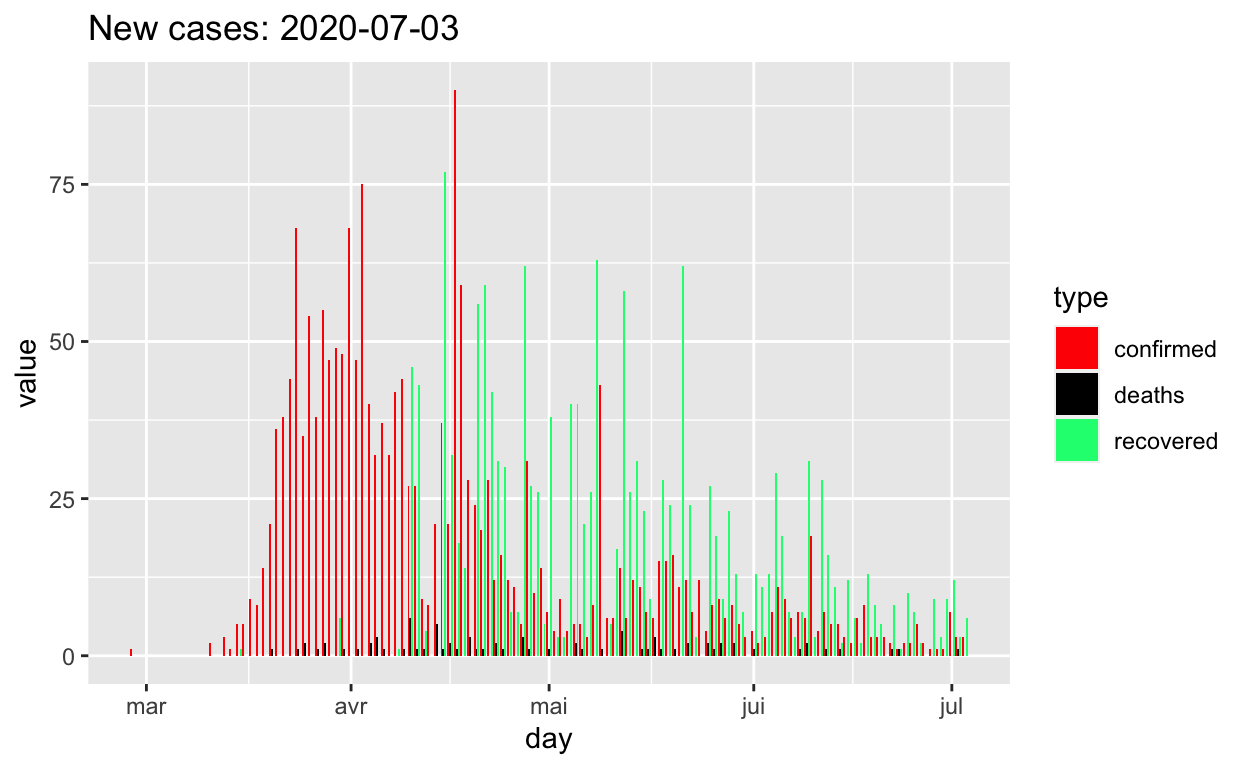 New cases: 2020-07-03
value
75
50
25
0
mar avr mai jui jul
day
type
confirmed
deaths
recovered